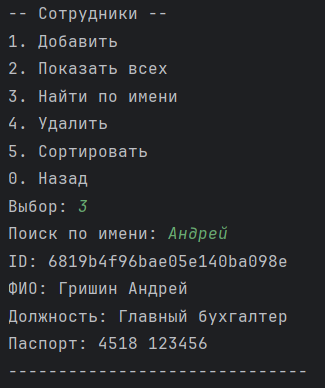 -- Сотрудники --
1. Добавить
2. Показать всех
3. Найти по имени
4. Удалить
5. Сортировать
0. Назад
Выбор: 3
Поиск по имени: Андрей
ID: 6819b4f96bae05e140ba098e
ФИО: Гришин Андрей
Должность: Главный бухгалтер
Паспорт: 4518 123456
------------------------------